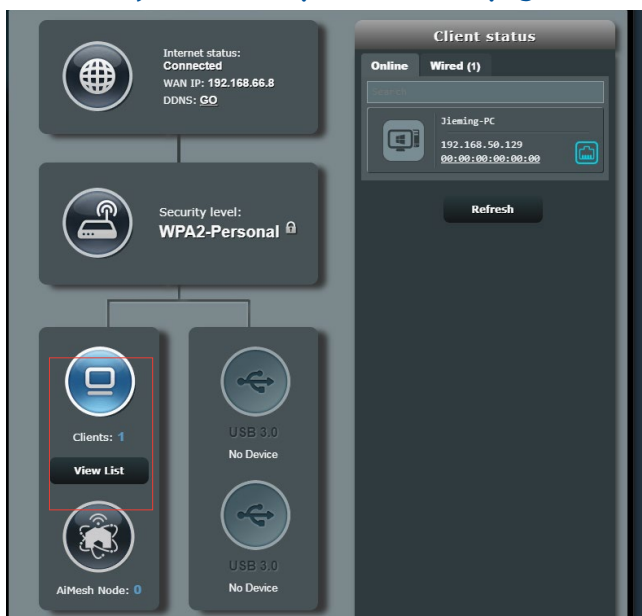 Internet status:
Connected
WAN IP: 192.168.66.8
DDNS: GO
Security level:
WPA2-Personal
Clients: 1
View List
AiMesh Node: 0
USB 3.0
No Device
USB 3.0
No Device
Client status
Online Wired (1)
Search
Jieming-PC
192.168.50.129
00:00:00:00:00:00
Refresh